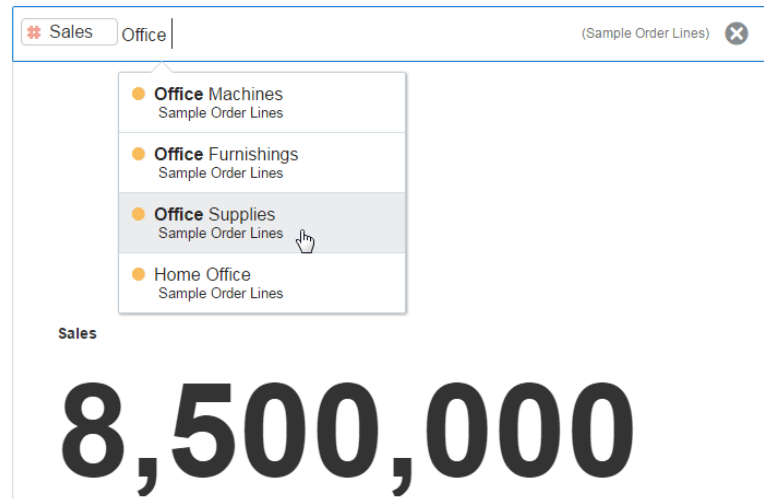 Sales Office (Sample Order Lines)
Office Machines
Sample Order Lines
Office Furnishings
Sample Order Lines
Office Supplies
Sample Order Lines
Home Office
Sample Order Lines
Sales
8,500,000